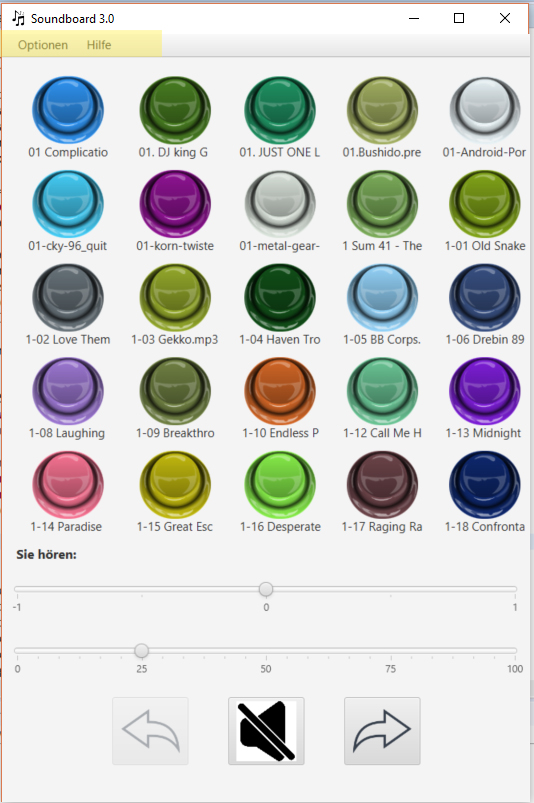 Soundboard 3.0
Optionen Hilfe
01 Complicatio 01. DJ king G 01. JUST ONE L 01.Bushido.pre 01-Android-Por
01-cky-96_quit 01-korn-twiste 01-metal-gear- 1 Sum 41 - The 1-01 Old Snake
1-02 Love Them 1-03 Gekko.mp3 1-04 Haven Tro 1-05 BB Corps. 1-06 Drebin 89
1-08 Laughing 1-09 Breakthro 1-10 Endless P 1-12 Call Me H 1-13 Midnight
1-14 Paradise 1-15 Great Esc 1-16 Desperate 1-17 Raging Ra 1-18 Confronta
Sie hören:
-1 0 1
0 25 50 75 100